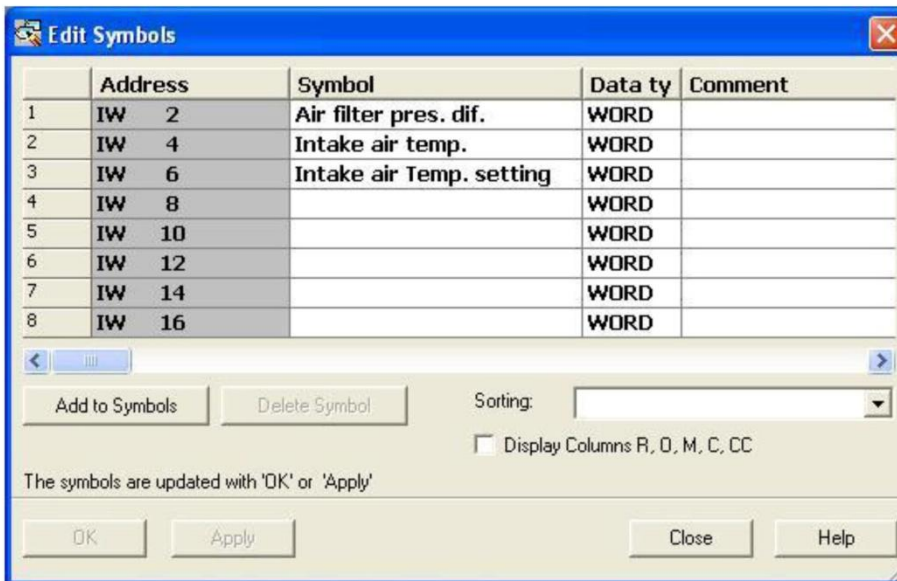 Edit Symbols
Address Symbol Data ty Comment
1 IW 2 Air filter pres. dif. WORD
2 IW 4 Intake air temp. WORD
3 IW 6 Intake air Temp. setting WORD
4 IW 8 WORD
5 IW 10 WORD
6 IW 12 WORD
7 IW 14 WORD
8 IW 16 WORD
Add to Symbols Delete Symbol Sorting:
Display Columns R, O, M, C, CC
The symbols are updated with 'OK' or 'Apply'
OK Apply Close Help